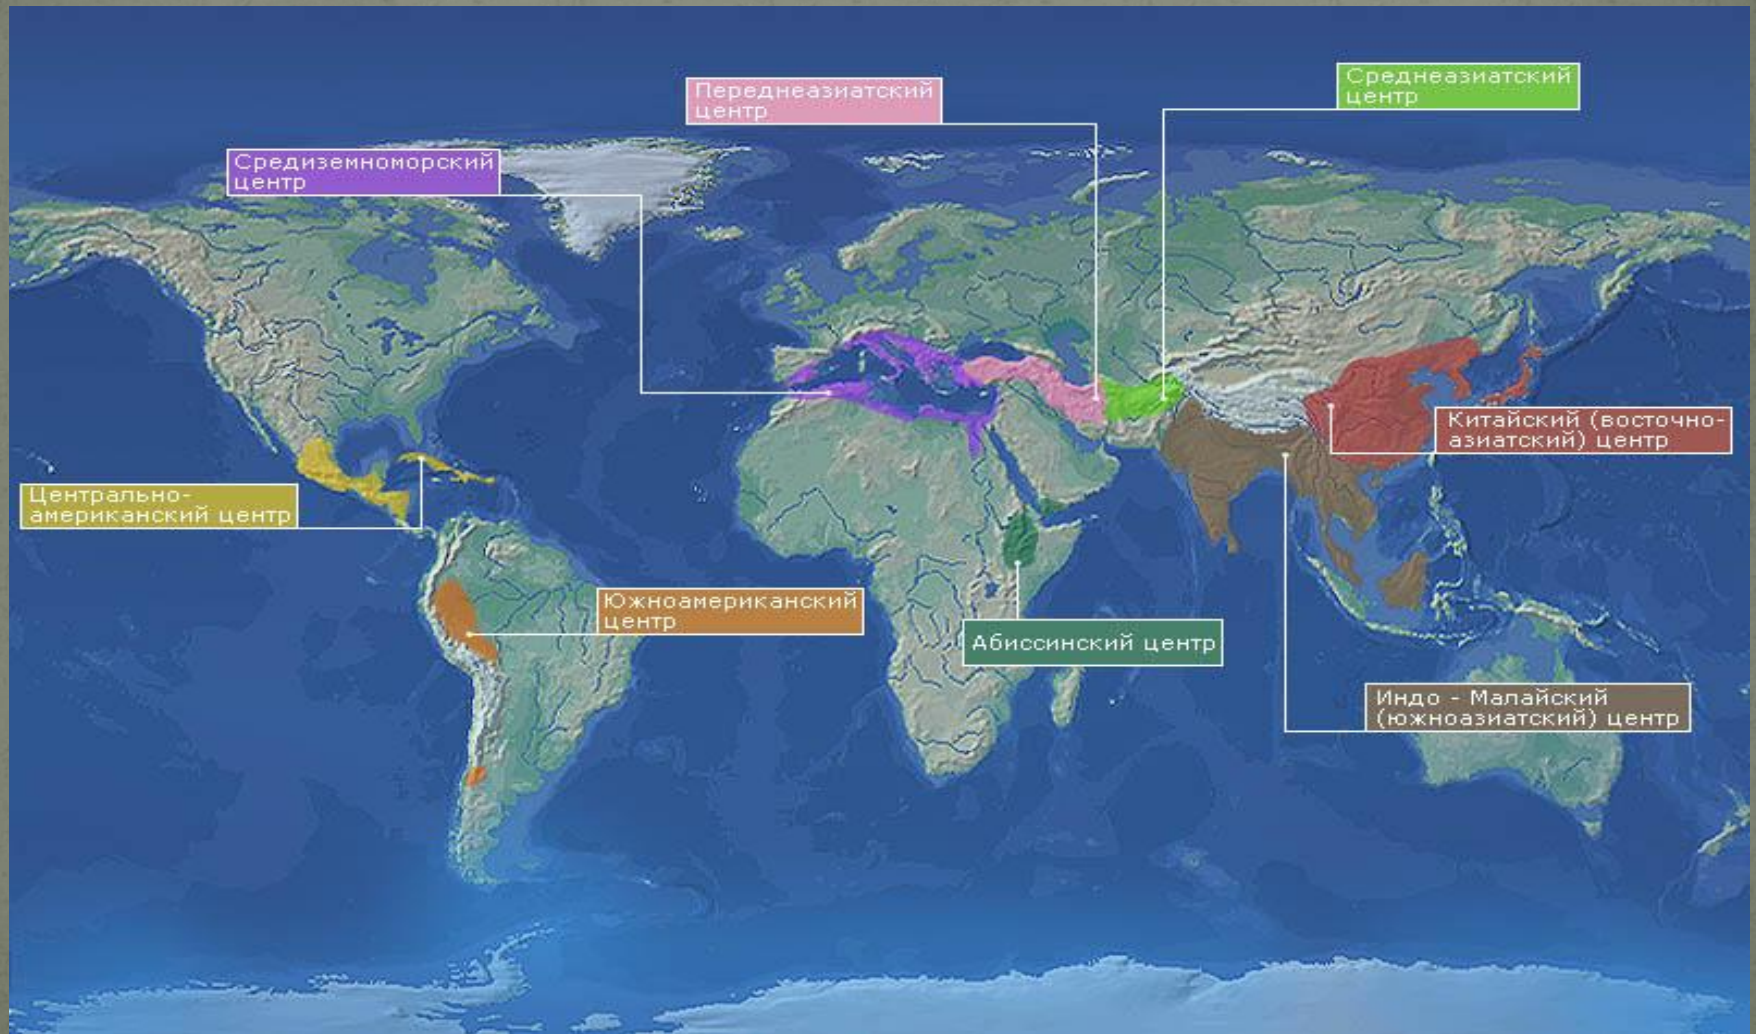 Среднеазиатский
центр
Переднеазиатский
центр
Средиземноморский
центр
Китайский (восточно-
азиатский) центр
Центрально-
американский центр
Южноамериканский
центр
Абиссинский центр
Индо - Малайский
(южноазиатский) центр